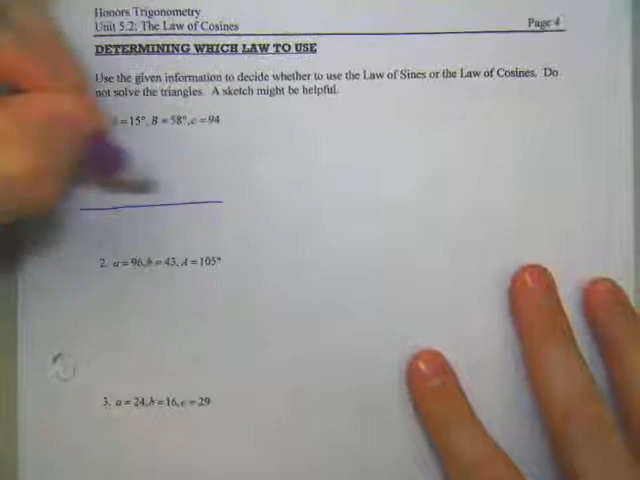 Honors Trigonometry
Unit 5.2: The Law of Cosines
Page 4
DETERMINING WHICH LAW TO USE
Use the given information to decide whether to use the Law of Sines or the Law of Cosines. Do
not solve the triangles. A sketch might be helpful.
=15°, B = 58°, c = 94
2. a = 96, b = 43, A = 105°
3. a = 24, b = 16, c = 29